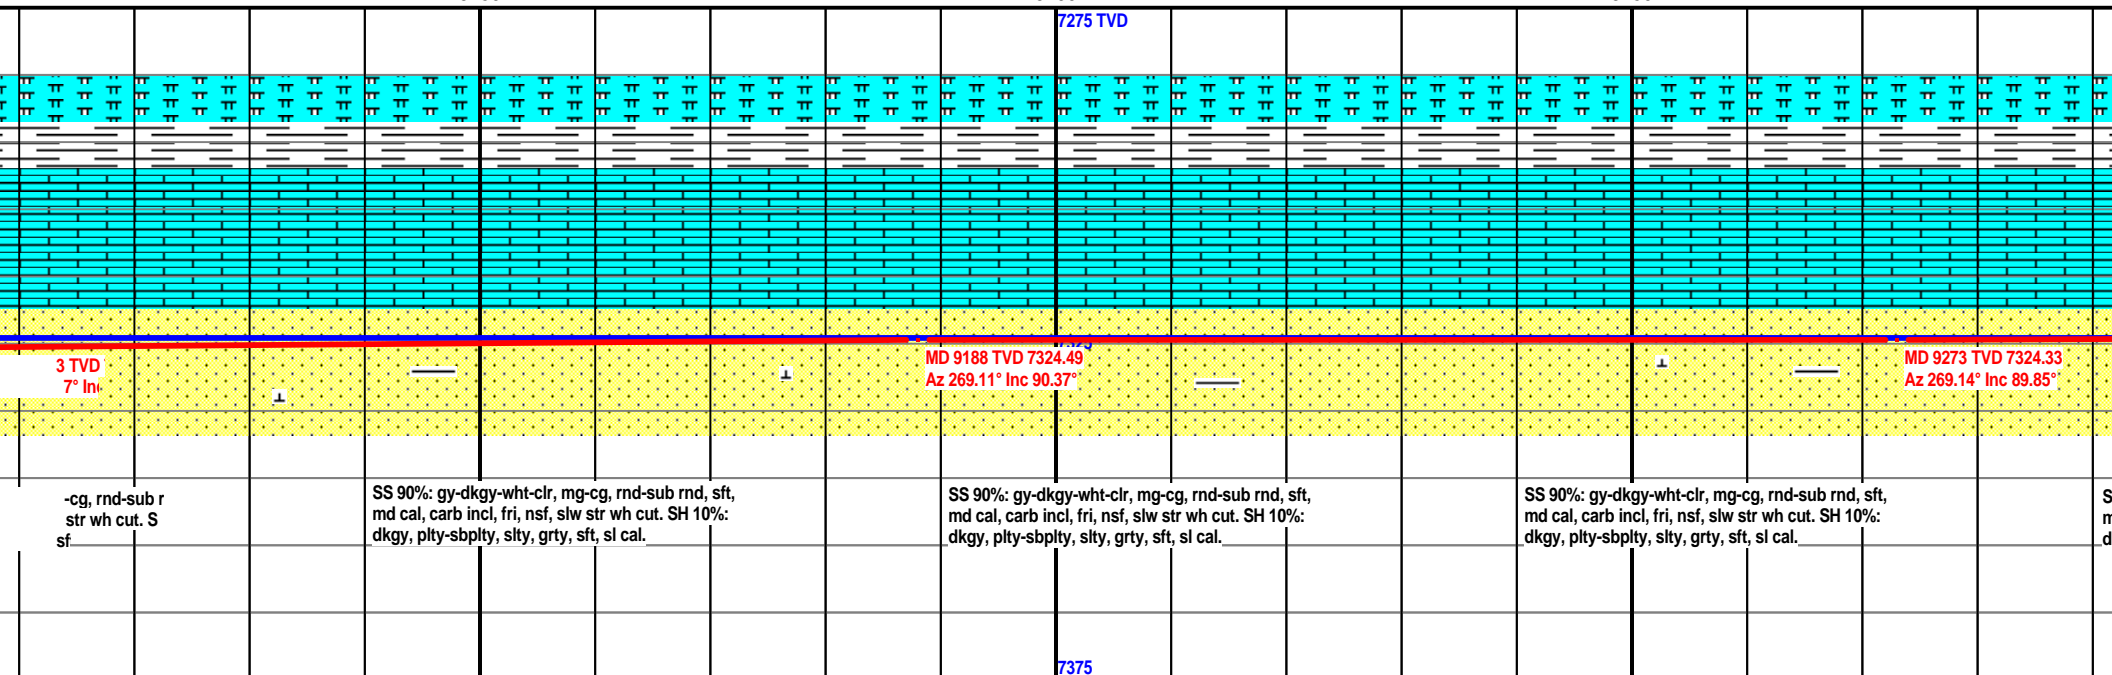 7275 TVD
7325
3 TVD
7° In
MD 9188 TVD 7324.49
Az 269.11° Inc 90.37°
MD 9273 TVD 7324.33
Az 269.14° Inc 89.85°
-cg, rnd-sub r
str wh cut. S
sf
SS 90%: gy-dkgy-wht-clr, mg-cg, rnd-sub rnd, sft,
md cal, carb incl, fri, nsf, slw str wh cut. SH 10%:
dkgy, plty-sbplty, slty, grty, sft, sl cal.
SS 90%: gy-dkgy-wht-clr, mg-cg, rnd-sub rnd, sft,
md cal, carb incl, fri, nsf, slw str wh cut. SH 10%:
dkgy, plty-sbplty, slty, grty, sft, sl cal.
SS 90%: gy-dkgy-wht-clr, mg-cg, rnd-sub rnd, sft,
md cal, carb incl, fri, nsf, slw str wh cut. SH 10%:
dkgy, plty-sbplty, slty, grty, sft, sl cal.
S
m
d
7375